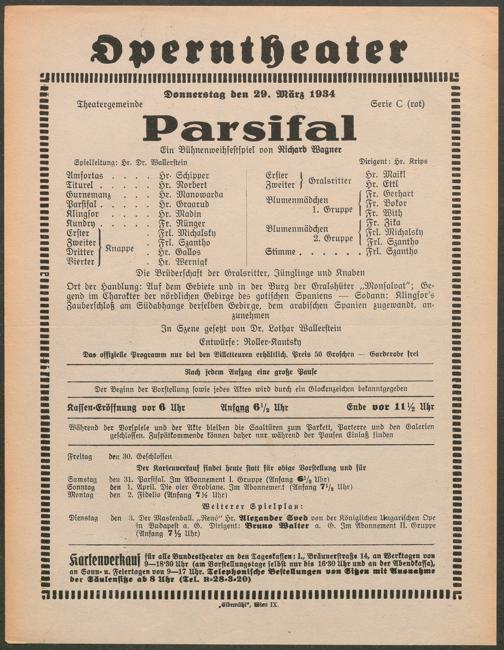 Operntheater
Donnerstag den 29. März 1934
Theatergemeinde Serie C (rot)
Parsifal
Ein Bühnenweihfestspiel von Richard Wagner
Spielleitung: Hr. Dr. Wallerstein Dirigent: Hr. Krips
Amfortas . . . . Hr. Schipper
Titurel . . . . Hr. Norbert
Gurnemanz . . . Hr. Manowarda
Parsifal . . . . Hr. Graarud
Klingsor . . . . Hr. Madin
Kundry . . . . Fr. Rünger
Erster } Knappe . Frl. Michalsky
Zweiter . Frl. Szantho
Dritter . Hr. Gallos
Vierter . Hr. Wernigk
Erster } Gralsritter Hr. Maikl
Zweiter Hr. Ettl
Blumenmädchen 1. Gruppe { Fr. Gerhart
Fr. Bokor
Fr. With
Blumenmädchen 2. Gruppe { Fr. Zika
Frl. Michalsky
Frl. Szantho
Stimme . . . . . Frl. Szantho
Die Brüderschaft der Gralsritter, Jünglinge und Knaben
Ort der Handlung: Auf dem Gebiete und in der Burg der Gralshüter „Monsalvat“; Ge-
gend im Charakter der nördlichen Gebirge des gotischen Spaniens — Sodann: Klingsor's
Zauberschloß am Südabhange derselben Gebirge, dem arabischen Spanien zugewandt, an-
zunehmen
In Szene gesetzt von Dr. Lothar Wallerstein
Entwürfe: Roller-Kautsky
Das offizielle Programm nur bei den Billetteuren erhältlich. Preis 50 Groschen — Garderobe frei
Nach jedem Aufzug eine große Pause
Der Beginn der Vorstellung sowie jedes Aktes wird durch ein Glockenzeichen bekanntgegeben
Kassen-Eröffnung vor 6 Uhr Anfang 6½ Uhr Ende vor 11½ Uhr
Während der Vorspiele und der Akte bleiben die Saaltüren zum Parkett, Parterre und den Galerien
geschlossen. Zuspätkommende können daher nur während der Pausen Einlaß finden
Freitag den 30. Geschlossen
Der Kartenverkauf findet heute statt für obige Vorstellung und für
Samstag den 31. Parsifal. Im Abonnement I. Gruppe (Anfang 6½ Uhr)
Sonntag den 1. April. Die vier Grobiane. Im Abonnement (Anfang 7½ Uhr)
Montag den 2. Fidelio (Anfang 7½ Uhr)
Weiterer Spielplan:
Dienstag den 3. Der Maskenball. „René“ Hr. Alexander Sved von der Königlichen Ungarischen Ope
in Budapest a. G. Dirigent: Bruno Walter a. G. Im Abonnement II. Gruppe
(Anfang 7½ Uhr)
Kartenverkauf für alle Bundestheater an den Tageskassen: I., Bräunerstraße 14, an Werktagen von
9—18/30 Uhr (am Vorstellungstage selbst nur bis 16/30 Uhr und an der Abendkassa),
an Sonn- u. Feiertagen von 9—17 Uhr. Telephonische Bestellungen von Sitzen mit Ausnahme
der Säulensitze ab 8 Uhr (Tel. R-28-3-20)
„Elbemühl“, Wien IX.